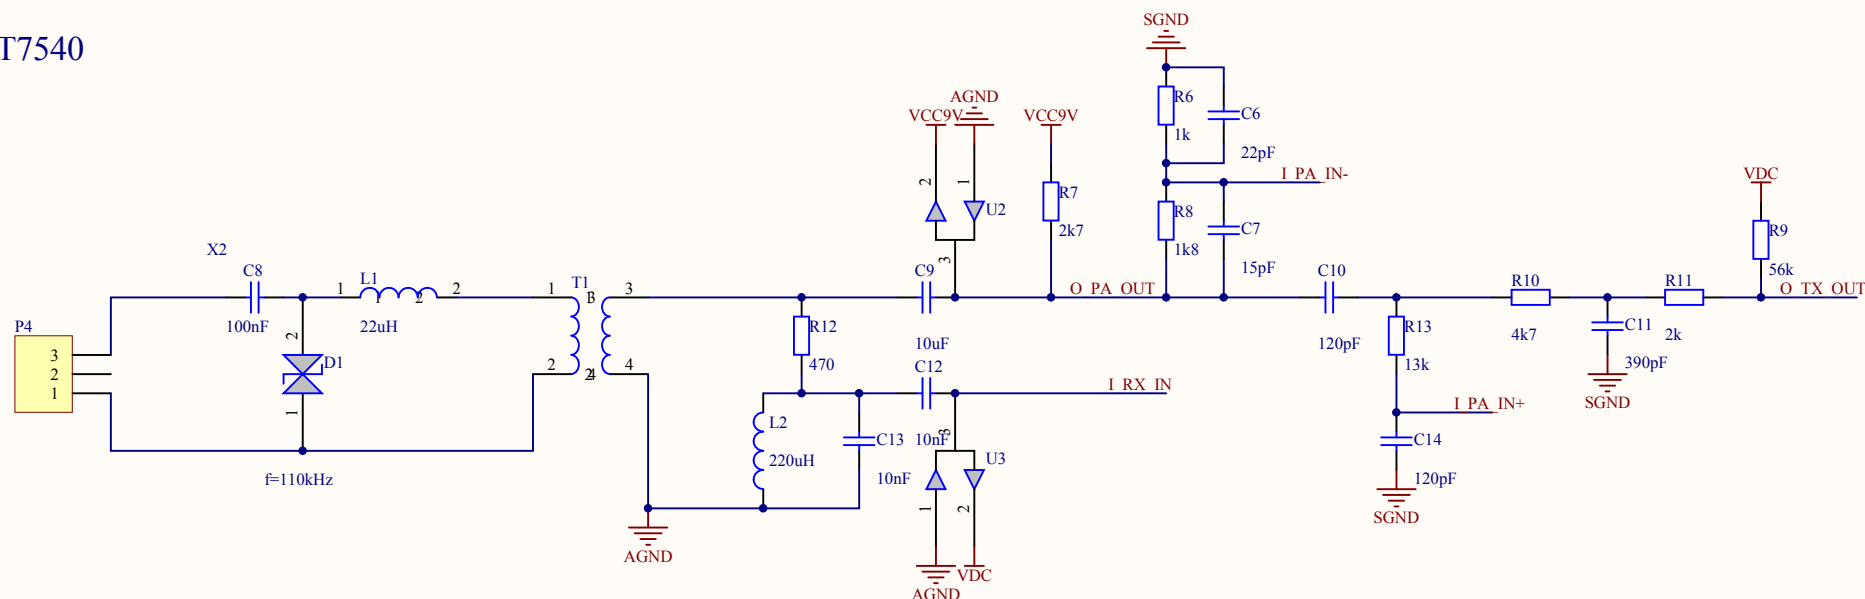 T7540
SGND
R6
1k
C6
22pF
AGND
VCC9V
VCC9V
I_PA_IN-
VDC
2
1
U2
R7
2k7
R8
1k8
C7
15pF
R9
56k
X2
C8
100nF
1
L1
1
2
2
22uH
T1
1
3
3
C9
10uF
3
O_PA_OUT
C10
120pF
R10
4k7
R11
2k
O_TX_OUT
P4
3
2
1
2
D1
1
2
4
R12
470
C12
10nF
I_RX_IN
R13
13k
C11
390pF
SGND
I_PA_IN+
L2
220uH
C13
10nF
3
U3
1
2
C14
120pF
SGND
f=110kHz
AGND
VDC
AGND